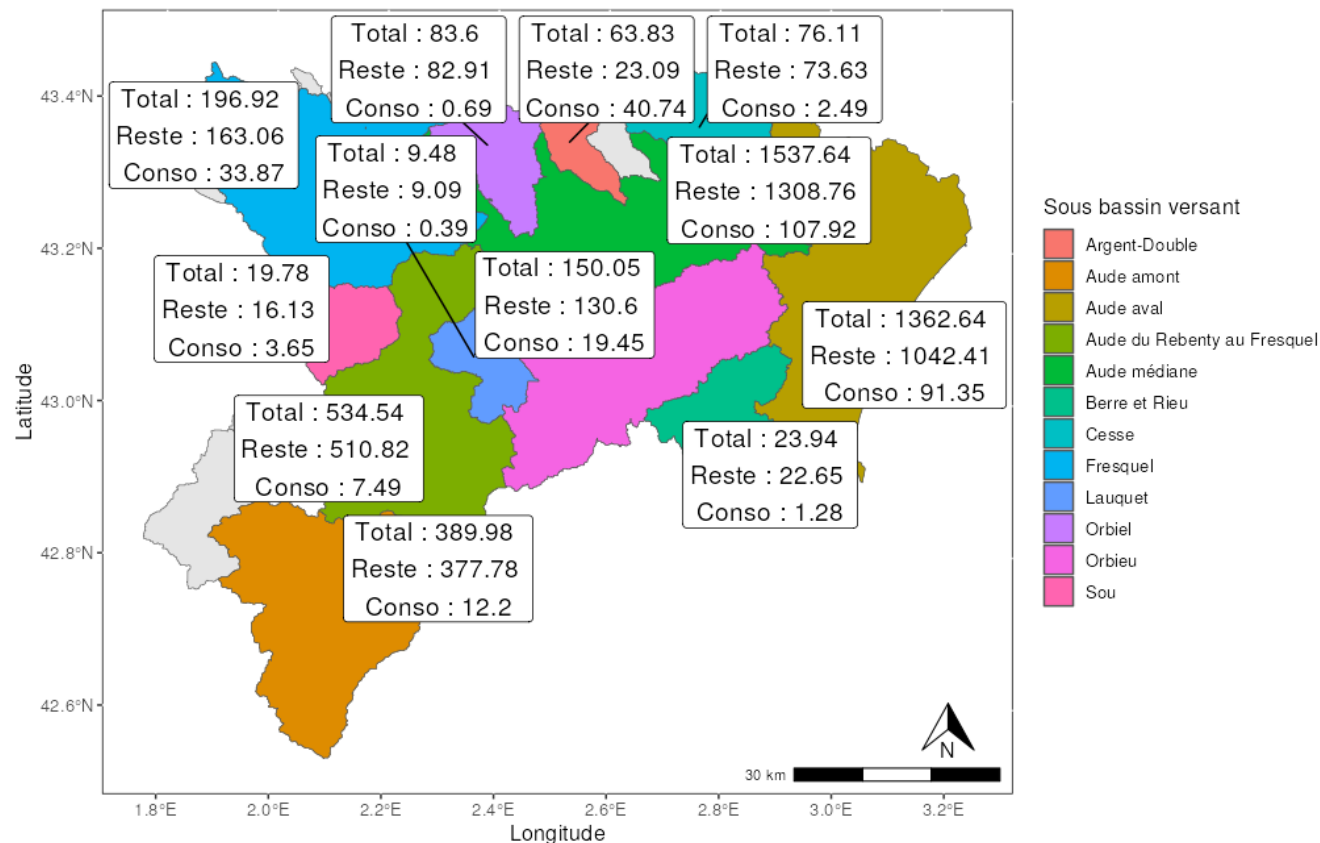 Total : 83.6
Reste : 82.91
Conso : 0.69
Total : 63.83
Reste : 23.09
Conso : 40.74
Total : 76.11
Reste : 73.63
Conso : 2.49
Total : 196.92
Reste : 163.06
Conso : 33.87
Total : 9.48
Reste : 9.09
Conso : 0.39
Total : 1537.64
Reste : 1308.76
Conso : 107.92
Total : 19.78
Reste : 16.13
Conso : 3.65
Total : 150.05
Reste : 130.6
Conso : 19.45
Total : 1362.64
Reste : 1042.41
Conso : 91.35
Total : 534.54
Reste : 510.82
Conso : 7.49
Total : 23.94
Reste : 22.65
Conso : 1.28
Total : 389.98
Reste : 377.78
Conso : 12.2
43.4°N
43.2°N
43.0°N
42.8°N
42.6°N
Latitude
1.8°E
2.0°E
2.2°E
2.4°E
2.6°E
2.8°E
3.0°E
3.2°E
Longitude
N
30 km
Sous bassin versant
Argent-Double
Aude amont
Aude aval
Aude du Rebenty au Fresquel
Aude médiane
Berre et Rieu
Cesse
Fresquel
Lauquet
Orbiel
Orbieu
Sou